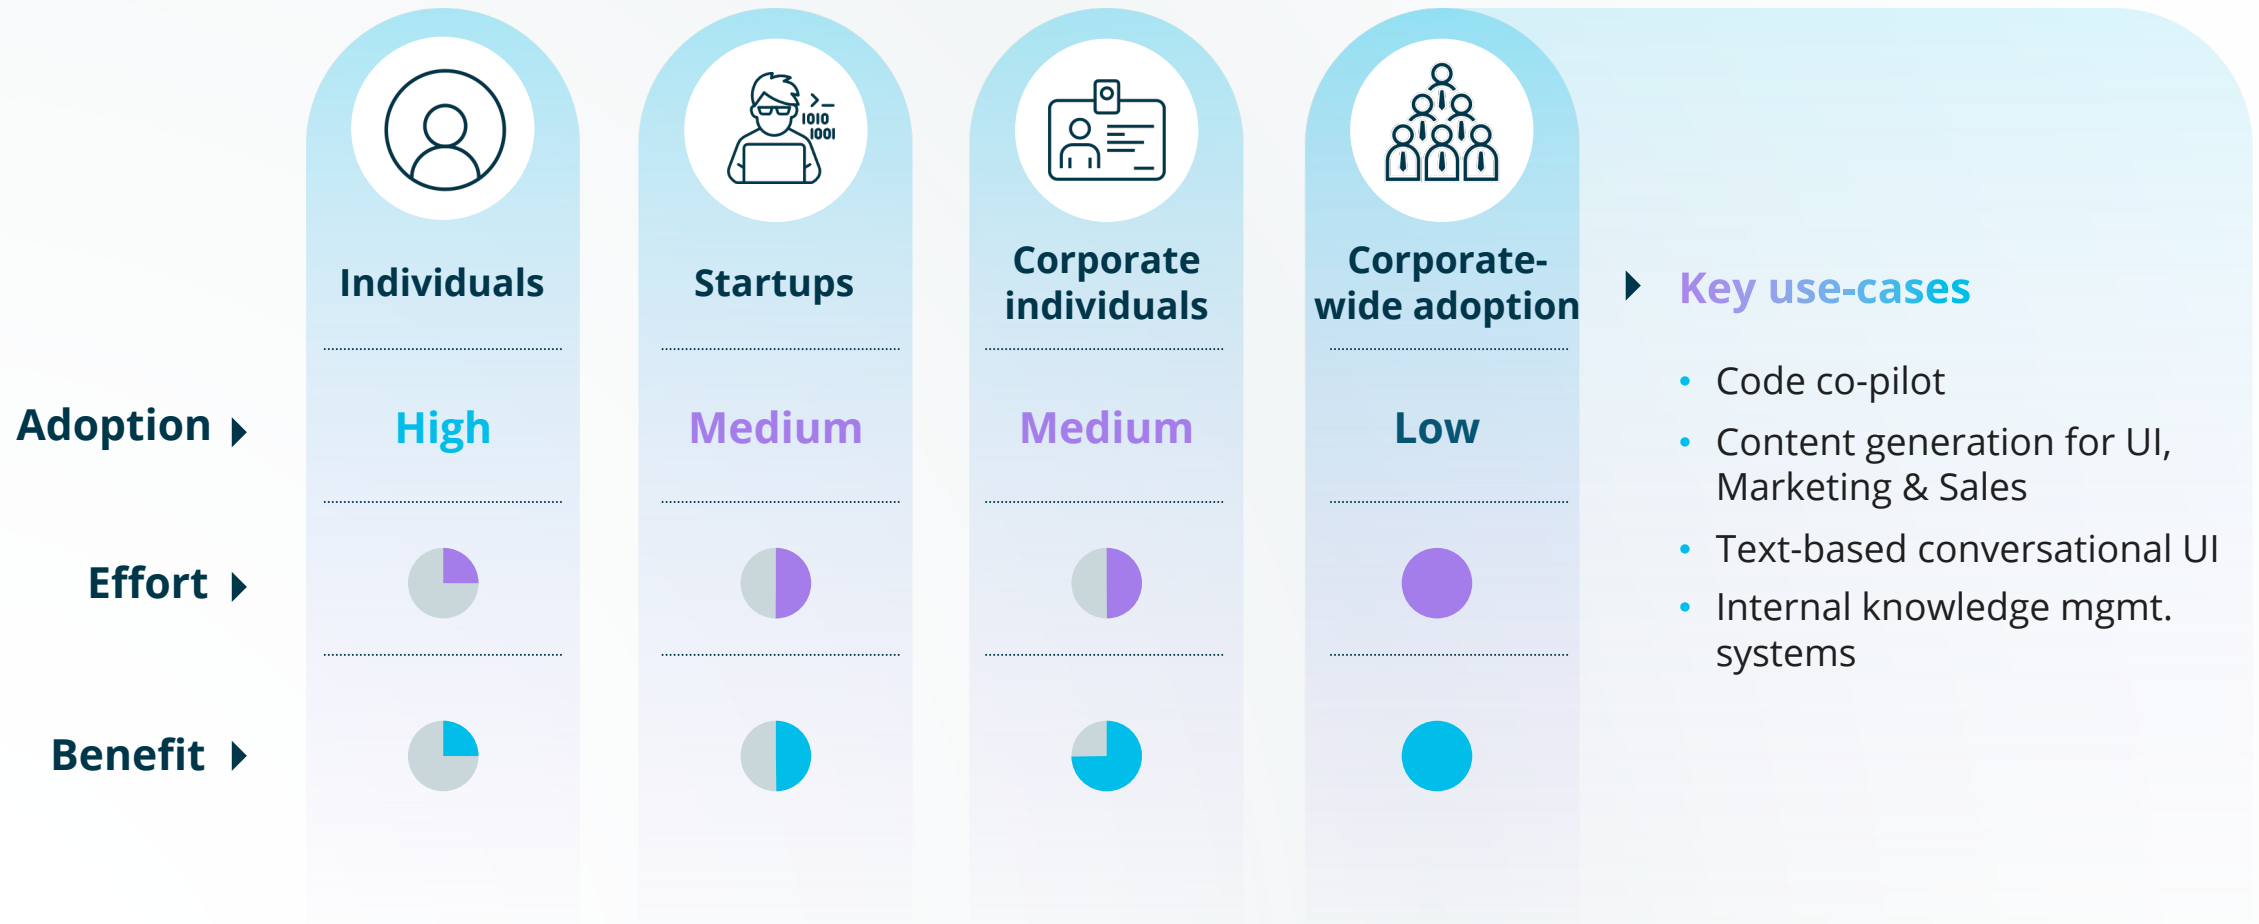 >_
1010
1001
Individuals
Startups
Corporate
individuals
Corporate-
wide adoption
Key use-cases
Adoption
High
Medium
Medium
Low
Effort
Benefit
• Code co-pilot
• Content generation for UI,
Marketing & Sales
• Text-based conversational UI
• Internal knowledge mgmt.
systems